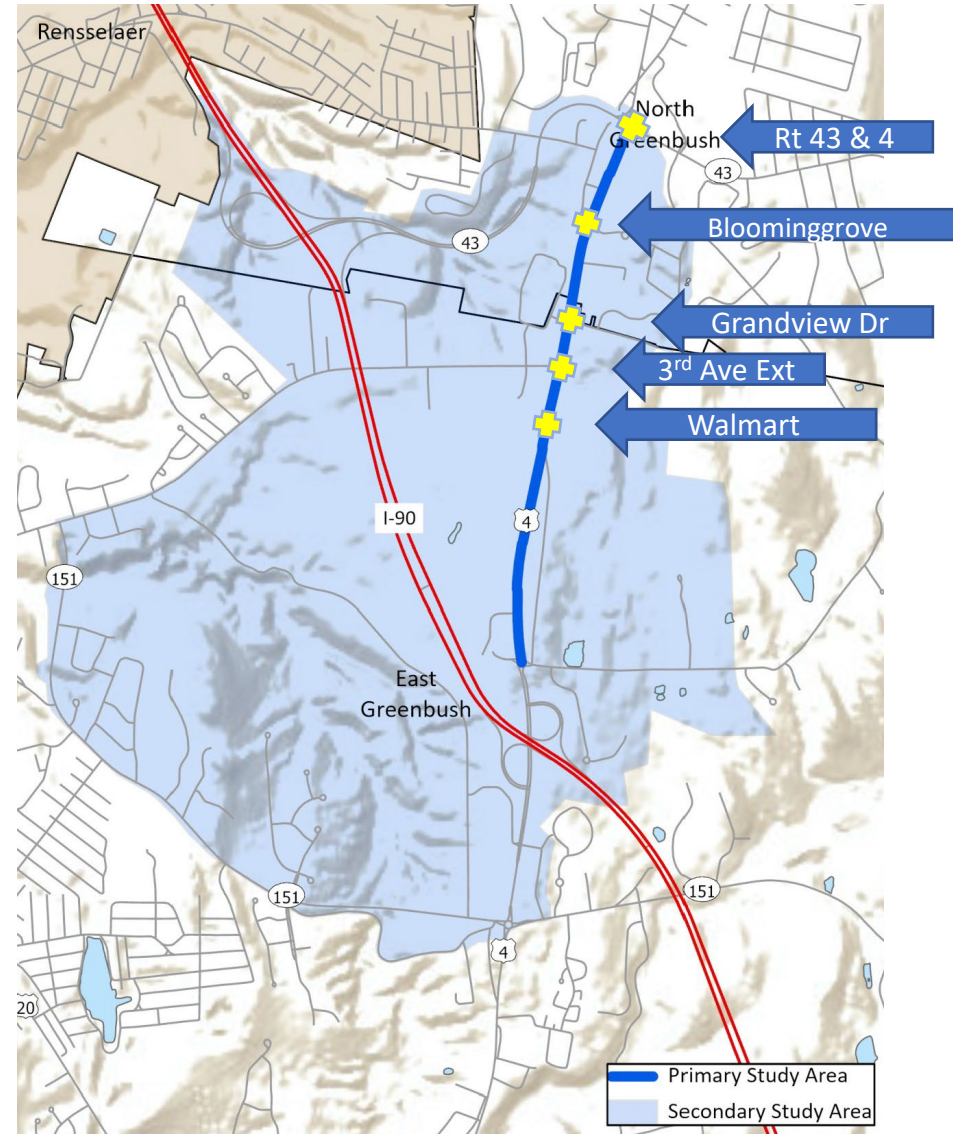 Rensselaer
North
Greenbush
Rt 43 & 4
43
Bloominggrove
43
Grandview Dr
3rd Ave Ext
Walmart
I-90
4
151
East
Greenbush
151
151
4
20
Primary Study Area
Secondary Study Area